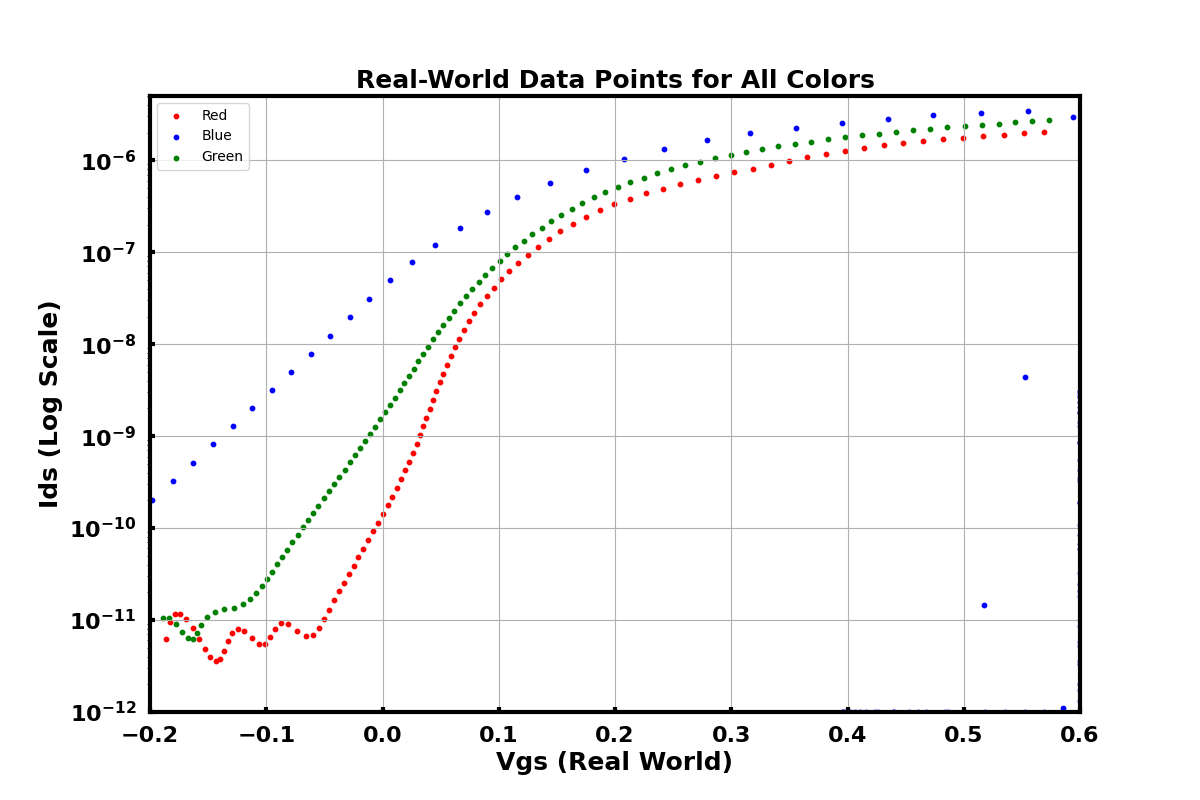 Real-World Data Points for All Colors
Red
Blue
Green
10⁻⁶
10⁻⁷
10⁻⁸
10⁻⁹
10⁻¹⁰
10⁻¹¹
10⁻¹²
Ids (Log Scale)
−0.2 −0.1 0.0 0.1 0.2 0.3 0.4 0.5 0.6
Vgs (Real World)